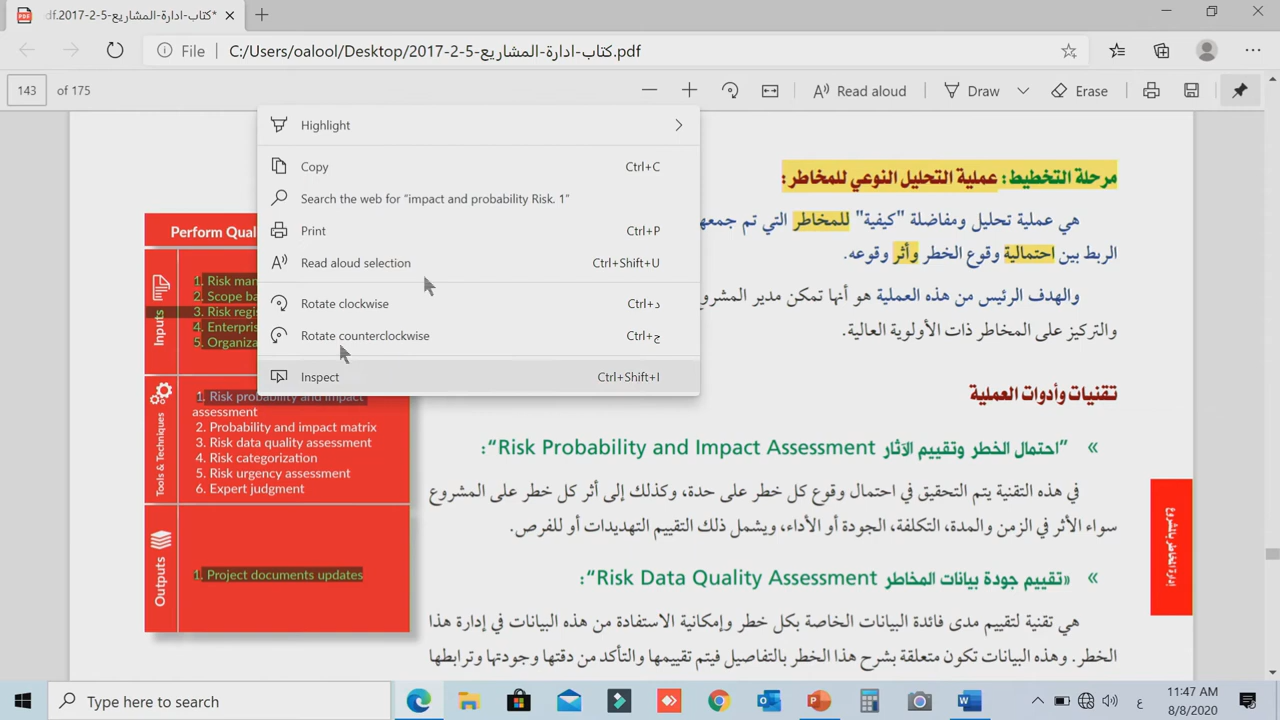 كتاب-ادارة-المشاريع-5-2-2017.df*
File C:/Users/oalool/Desktop/2017-2-5-كتاب-ادارة-المشاريع.pdf
143 of 175
Read aloud
Draw
Erase
Highlight
Copy Ctrl+C
Search the web for “impact and probability Risk. 1”
Print Ctrl+P
Read aloud selection Ctrl+Shift+U
Rotate clockwise Ctrl+د
Rotate counterclockwise Ctrl+ج
Inspect Ctrl+Shift+I
مرحلة التخطيط: عملية التحليل النوعي للمخاطر:
هي عملية تحليل ومفاضلة "كيفية" للمخاطر التي تم جمعه
الربط بين احتمالية وقوع الخطر وأثر وقوعه.
والهدف الرئيس من هذه العملية هو أنها تمكن مدير المشرو
والتركيز على المخاطر ذات الأولوية العالية.
تقنيات وأدوات العملية
» "احتمال الخطر وتقييم الآثار Risk Probability and Impact Assessment":
في هذه التقنية يتم التحقيق في احتمال وقوع كل خطر على حدة، وكذلك إلى أثر كل خطر على المشروع
سواء الأثر في الزمن والمدة، التكلفة، الجودة أو الأداء، ويشمل ذلك التقييم التهديدات أو للفرص.
» «تقييم جودة بيانات المخاطر Risk Data Quality Assessment":
هي تقنية لتقييم مدى فائدة البيانات الخاصة بكل خطر وإمكانية الاستفادة من هذه البيانات في إدارة هذا
الخطر. وهذه البيانات تكون متعلقة بشرح هذا الخطر بالتفاصيل فيتم تقييمها والتأكد من دقتها وجودتها وترابطها
إدارة المخاطر بالمشروع
Perform Qual
Inputs
1. Risk man
2. Scope ba
3. Risk regis
4. Enterpris
5. Organiza
Tools & Techniques
1. Risk probability and impact
assessment
2. Probability and impact matrix
3. Risk data quality assessment
4. Risk categorization
5. Risk urgency assessment
6. Expert judgment
Outputs
1. Project documents updates
Type here to search
ع
11:47 AM
8/8/2020